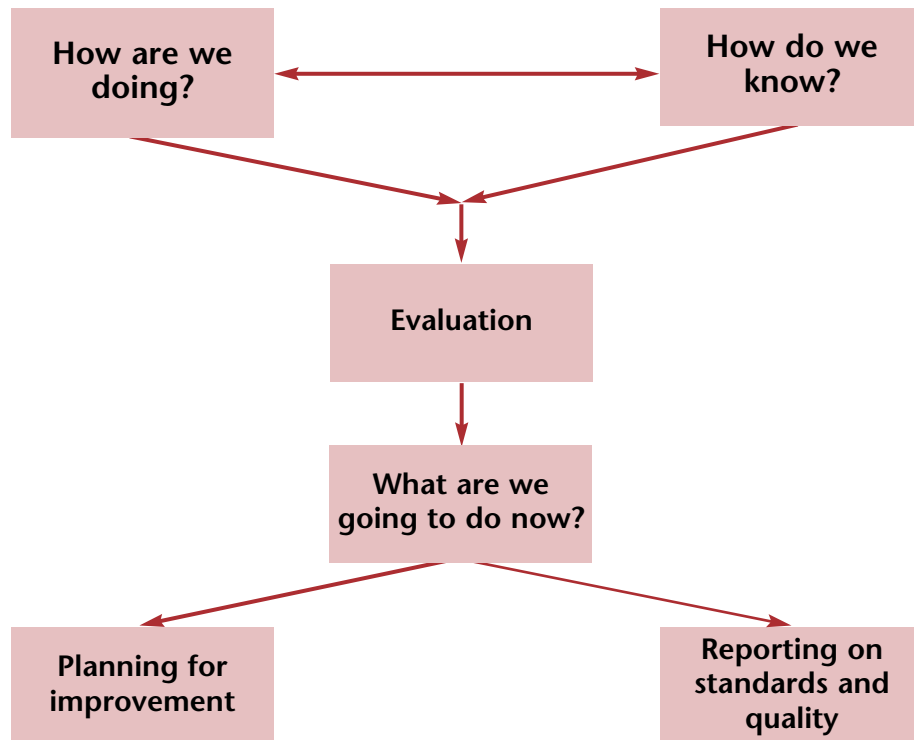 How are we
doing?
How do we
know?
Evaluation
What are we
going to do now?
Planning for
improvement
Reporting on
standards and
quality